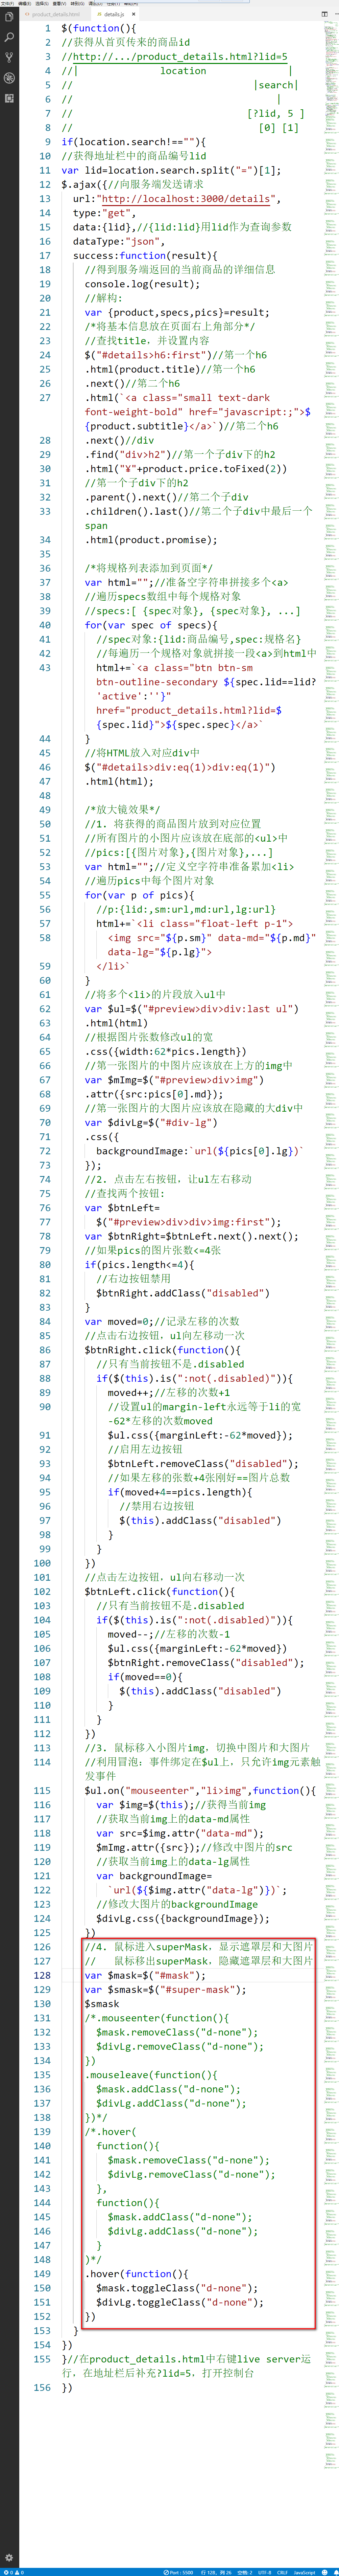 product_details.html
details.js
1 $(function(){
2 //获得从首页传来的商品id
3 //http://.../product_details.html?lid=5
4 //| location |
5 // |search|
6 // |
7 // [?lid, 5 ]
8 // [0] [1]
9 if(location.search!==""){
10 //获得地址栏中的商品编号lid
11 var lid=location.search.split("=")[1];
12 $.ajax({//向服务端发送请求
13 url:"http://localhost:3000/details",
14 type:"get",
15 data:{lid},//{lid:lid}用lid作为查询参数
16 dataType:"json",
17 success:function(result){
18 //得到服务端返回的当前商品的详细信息
19 console.log(result);
20 //解构:
21 var {product,specs,pics}=result;
22 /*将基本信息放在页面右上角部分*/
23 //查找title，并设置内容
24 $("#details>h6:first")//第一个h6
25 .html(product.title)//第一个h6
26 .next()//第二个h6
27 .html(`<a class="small text-dark
font-weight-bold" href="javascript:;">$
{product.subtitle}</a>`)//第二个h6
28 .next()//div
29 .find("div>h2")//第一个子div下的h2
30 .html("¥"+product.price.toFixed(2))
31 //第一个子div下的h2
32 .parent().next()//第二个子div
33 .children().last()//第二个子div中最后一个
span
34 .html(product.promise);
35
36 /*将规格列表添加到页面*/
37 var html="";//准备空字符串拼接多个<a>
38 //遍历specs数组中每个规格对象
39 //specs:[ {spec对象}, {spec对象}, ...]
40 for(var spec of specs){
41 //spec对象:{lid:商品编号,spec:规格名}
42 //每遍历一个规格对象就拼接一段<a>到html中
43 html+=`<a class="btn btn-sm
btn-outline-secondary ${spec.lid==lid?
'active':''}"
href="product_details.html?lid=$
{spec.lid}">${spec.spec}</a>`
44 }
45 //将HTML放入对应div中
46 $("#details>div:eq(1)>div:eq(1)")
47 .html(html);
48
49 /*放大镜效果*/
50 //1. 将获得的商品图片放到对应位置
51 //所有图片的小图片应该放在底部的<ul>中
52 //pics:[{图片对象},{图片对象},...]
53 var html="";//定义空字符串准备累加<li>
54 //遍历pics中每个图片对象
55 for(var p of pics){
56 //p:{lid:,sm:url,md:url,lg:url}
57 html+=`<li class="float-left p-1">
58 <img src="${p.sm}" data-md="${p.md}"
data-lg="${p.lg}">
59 </li>`
60 }
61 //将多个<li>的片段放入ul中
62 var $ul=$("#preview>div>div:last ul")
63 .html(html)
64 //根据图片张数修改ul的宽
65 .css({width:62*pics.length})
66 //第一张图片的中图片应该放在上方的img中
67 var $mImg=$("#preview>div>img")
68 .attr({src:pics[0].md});
69 //第一张图片的大图片应该放在隐藏的大div中
70 var $divLg=$("#div-lg")
71 .css({
72 backgroundImage:`url(${pics[0].lg})`
73 });
74 //2. 点击左右按钮，让ul左右移动
75 //查找两个按钮:
76 var $btnLeft=
77 $("#preview>div>div>img:first");
78 var $btnRight=$btnLeft.next().next();
79 //如果pics的图片张数<=4张
80 if(pics.length<=4){
81 //右边按钮禁用
82 $btnRight.addClass("disabled")
83 }
84 var moved=0;//记录左移的次数
85 //点击右边按钮，ul向左移动一次
86 $btnRight.click(function(){
87 //只有当前按钮不是.disabled
88 if($(this).is(":not(.disabled)")){
89 moved++;//左移的次数+1
90 //设置ul的margin-left永远等于li的宽
-62*左移的次数moved
91 $ul.css({marginLeft:-62*moved});
92 //启用左边按钮
93 $btnLeft.removeClass("disabled");
94 //如果左移的张数+4张刚好==图片总数
95 if(moved+4==pics.length){
96 //禁用右边按钮
97 $(this).addClass("disabled")
98 }
99 }
100 })
101 //点击左边按钮，ul向右移动一次
102 $btnLeft.click(function(){
103 //只有当前按钮不是.disabled
104 if($(this).is(":not(.disabled)")){
105 moved--;//左移的次数-1
106 $ul.css({marginLeft:-62*moved})
107 $btnRight.removeClass("disabled");
108 if(moved==0){
109 $(this).addClass("disabled")
110 }
111 }
112 })
113 //3. 鼠标移入小图片img，切换中图片和大图片
114 //利用冒泡：事件绑定在$ul上，只允许img元素触
发事件
115 $ul.on("mouseenter","li>img",function(){
116 var $img=$(this);//获得当前img
117 //获取当前img上的data-md属性
118 var src=$img.attr("data-md");
119 $mImg.attr({src});//修改中图片的src
120 //获取当前img上的data-lg属性
121 var backgroundImage=
122 `url(${$img.attr("data-lg")})`;
123 //修改大图片的backgroundImage
124 $divLg.css({backgroundImage});
125 })
126 //4. 鼠标进入superMask，显示遮罩层和大图片
127 // 鼠标移出superMask，隐藏遮罩层和大图片
128 var $mask=$("#mask");
129 var $smask=$("#super-mask");
130 $smask
131 /*.mouseenter(function(){
132 $mask.removeClass("d-none");
133 $divLg.removeClass("d-none");
134 })
135 .mouseleave(function(){
136 $mask.addClass("d-none");
137 $divLg.addClass("d-none");
138 })*/
139 /*.hover(
140 function(){
141 $mask.removeClass("d-none");
142 $divLg.removeClass("d-none");
143 },
144 function(){
145 $mask.addClass("d-none");
146 $divLg.addClass("d-none");
147 }
148 )*/
149 .hover(function(){
150 $mask.toggleClass("d-none");
151 $divLg.toggleClass("d-none");
152 })
153 }
154 })
155 }//在product_details.html中右键live server运
行，在地址栏后补充?lid=5，打开控制台
156 })
0 0 Port : 5500 行 128，列 26 空格: 2 UTF-8 CRLF JavaScript